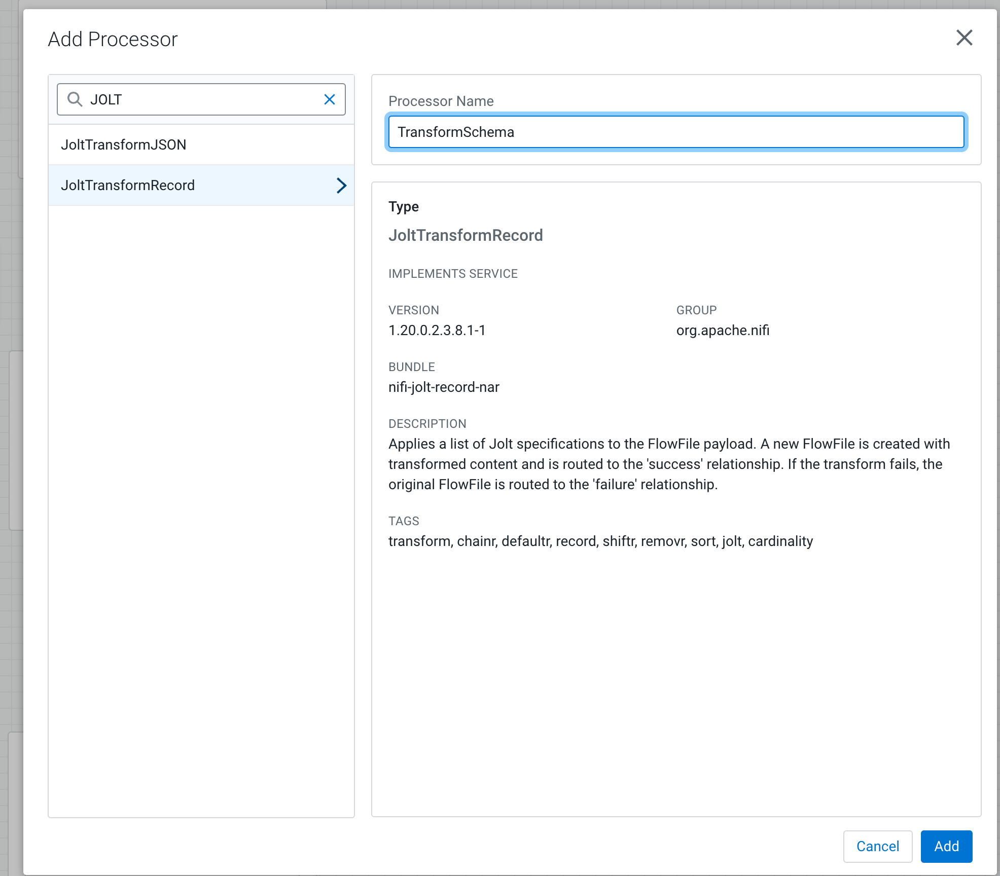 Add Processor
JOLT
JoltTransformJSON
JoltTransformRecord
Processor Name
TransformSchema
Type
JoltTransformRecord
IMPLEMENTS SERVICE
VERSION
1.20.0.2.3.8.1-1
GROUP
org.apache.nifi
BUNDLE
nifi-jolt-record-nar
DESCRIPTION
Applies a list of Jolt specifications to the FlowFile payload. A new FlowFile is created with
transformed content and is routed to the 'success' relationship. If the transform fails, the
original FlowFile is routed to the 'failure' relationship.
TAGS
transform, chainr, defaultr, record, shiftr, removr, sort, jolt, cardinality
Cancel
Add